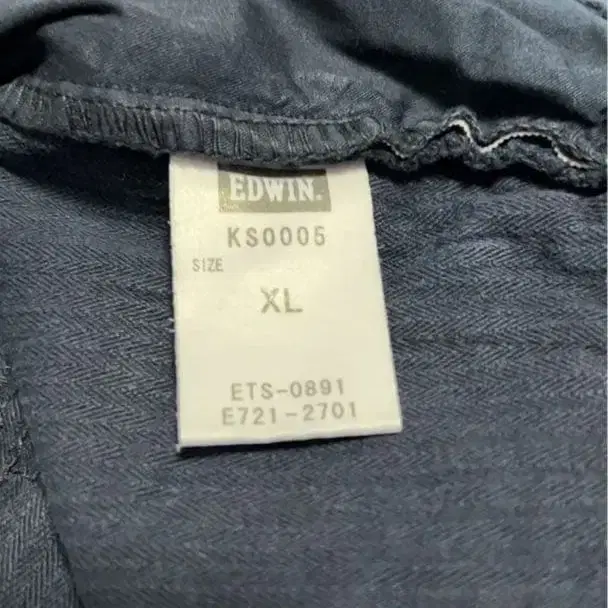 EDWIN.
KS0005
SIZE
XL
ETS-0891
E721-2701